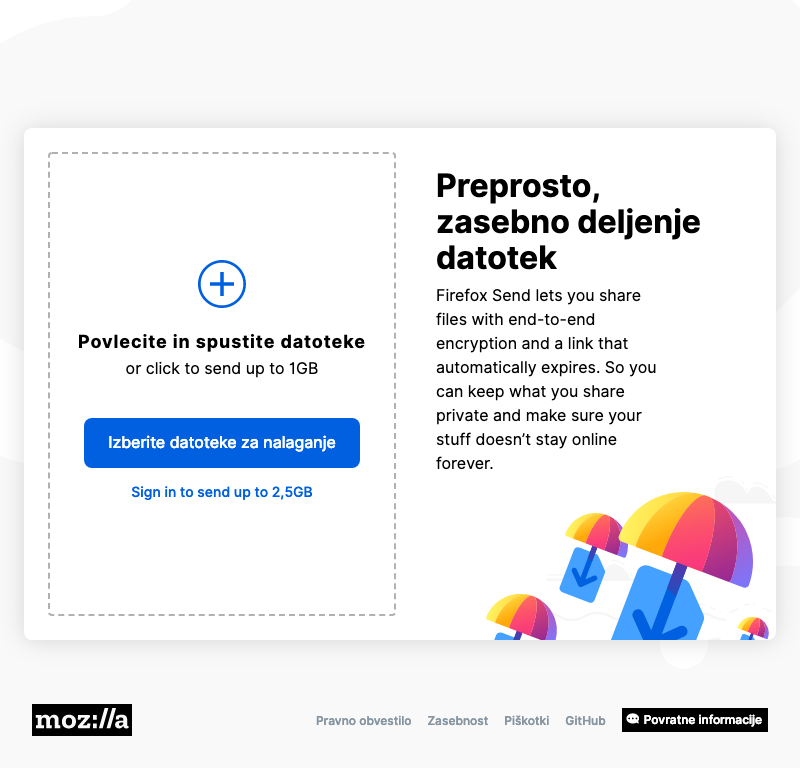 Povlecite in spustite datoteke
or click to send up to 1GB
Izberite datoteke za nalaganje
Sign in to send up to 2,5GB
Preprosto,
zasebno deljenje
datotek
Firefox Send lets you share
files with end-to-end
encryption and a link that
automatically expires. So you
can keep what you share
private and make sure your
stuff doesn’t stay online
forever.
moz://a
Pravno obvestilo
Zasebnost
Piškotki
GitHub
Povratne informacije